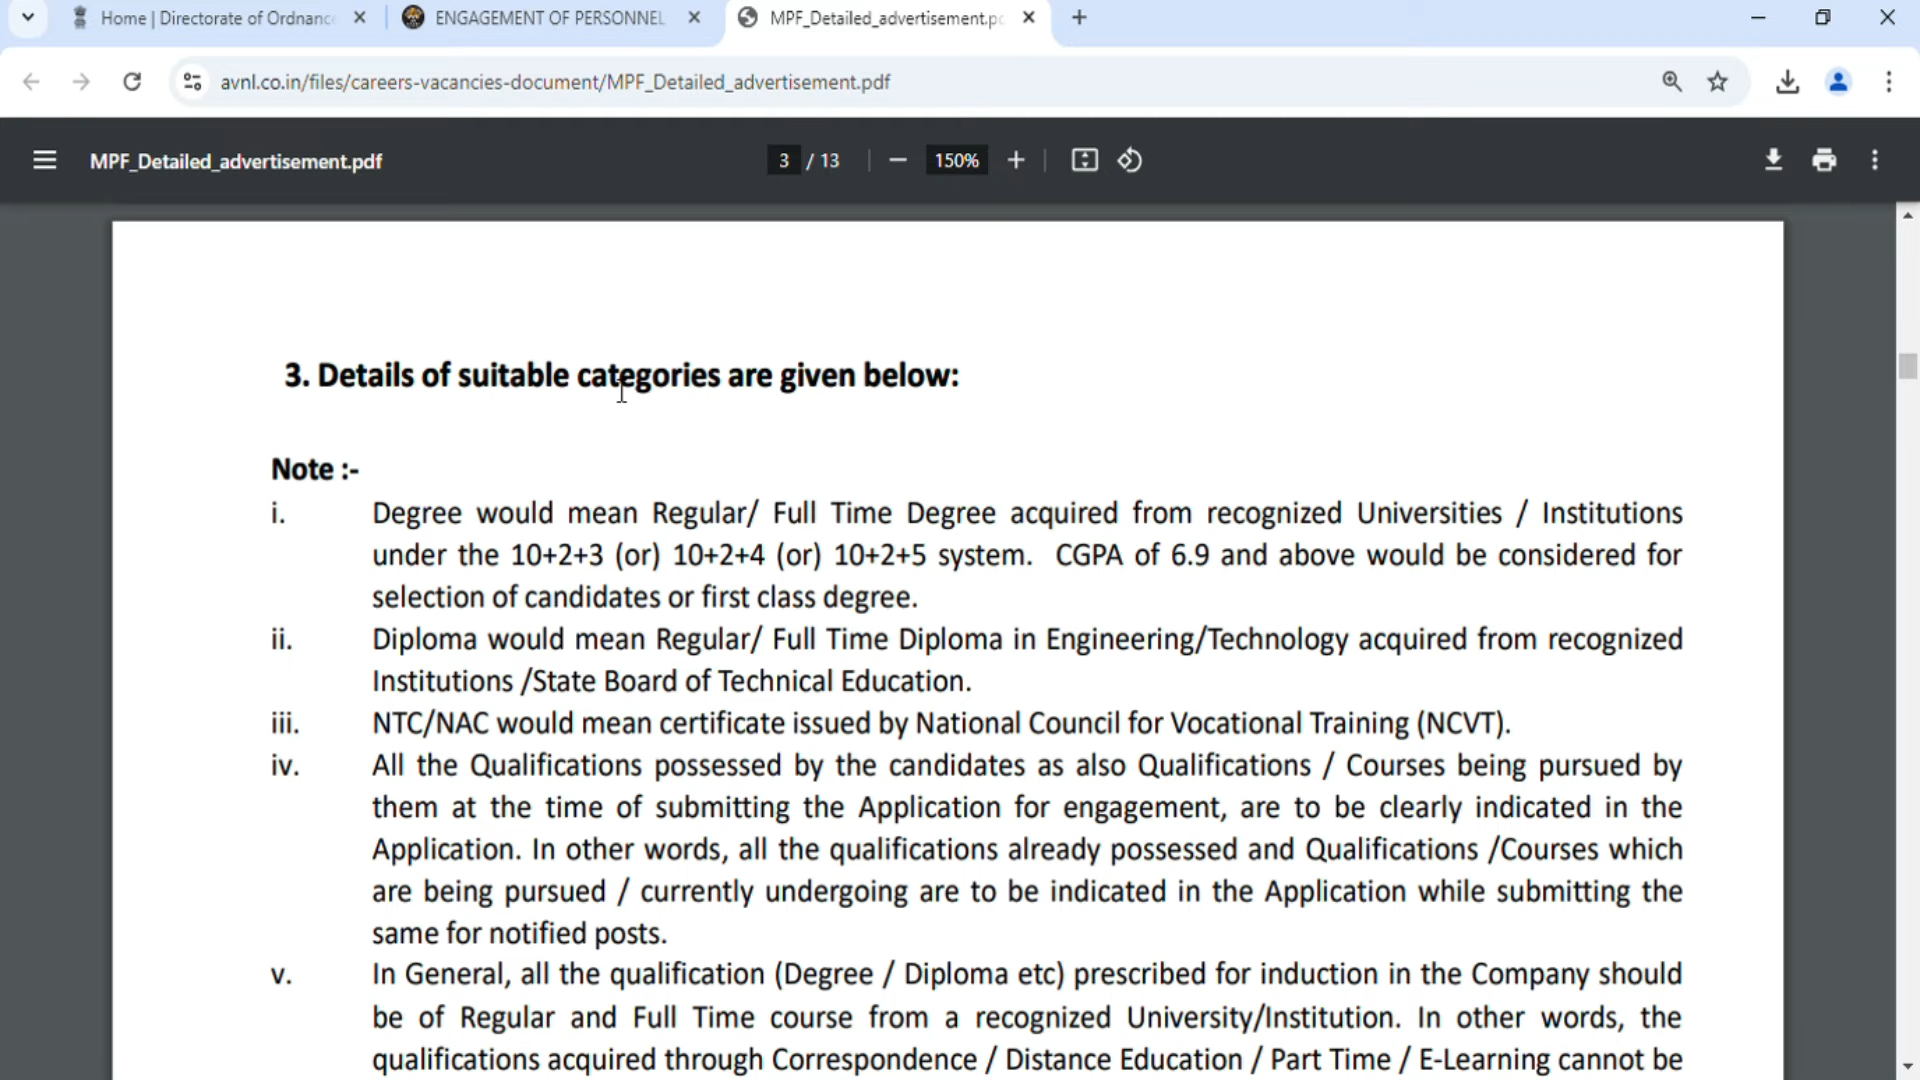 Home | Directorate of Ordnanc
ENGAGEMENT OF PERSONNEL
MPF_Detailed_advertisement.pd
avnl.co.in/files/careers-vacancies-document/MPF_Detailed_advertisement.pdf
MPF_Detailed_advertisement.pdf
3 / 13
150%
3. Details of suitable categories are given below:
Note :-
i. Degree would mean Regular/ Full Time Degree acquired from recognized Universities / Institutions
under the 10+2+3 (or) 10+2+4 (or) 10+2+5 system. CGPA of 6.9 and above would be considered for
selection of candidates or first class degree.
ii. Diploma would mean Regular/ Full Time Diploma in Engineering/Technology acquired from recognized
Institutions /State Board of Technical Education.
iii. NTC/NAC would mean certificate issued by National Council for Vocational Training (NCVT).
iv. All the Qualifications possessed by the candidates as also Qualifications / Courses being pursued by
them at the time of submitting the Application for engagement, are to be clearly indicated in the
Application. In other words, all the qualifications already possessed and Qualifications /Courses which
are being pursued / currently undergoing are to be indicated in the Application while submitting the
same for notified posts.
v. In General, all the qualification (Degree / Diploma etc) prescribed for induction in the Company should
be of Regular and Full Time course from a recognized University/Institution. In other words, the
qualifications acquired through Correspondence / Distance Education / Part Time / E-Learning cannot be